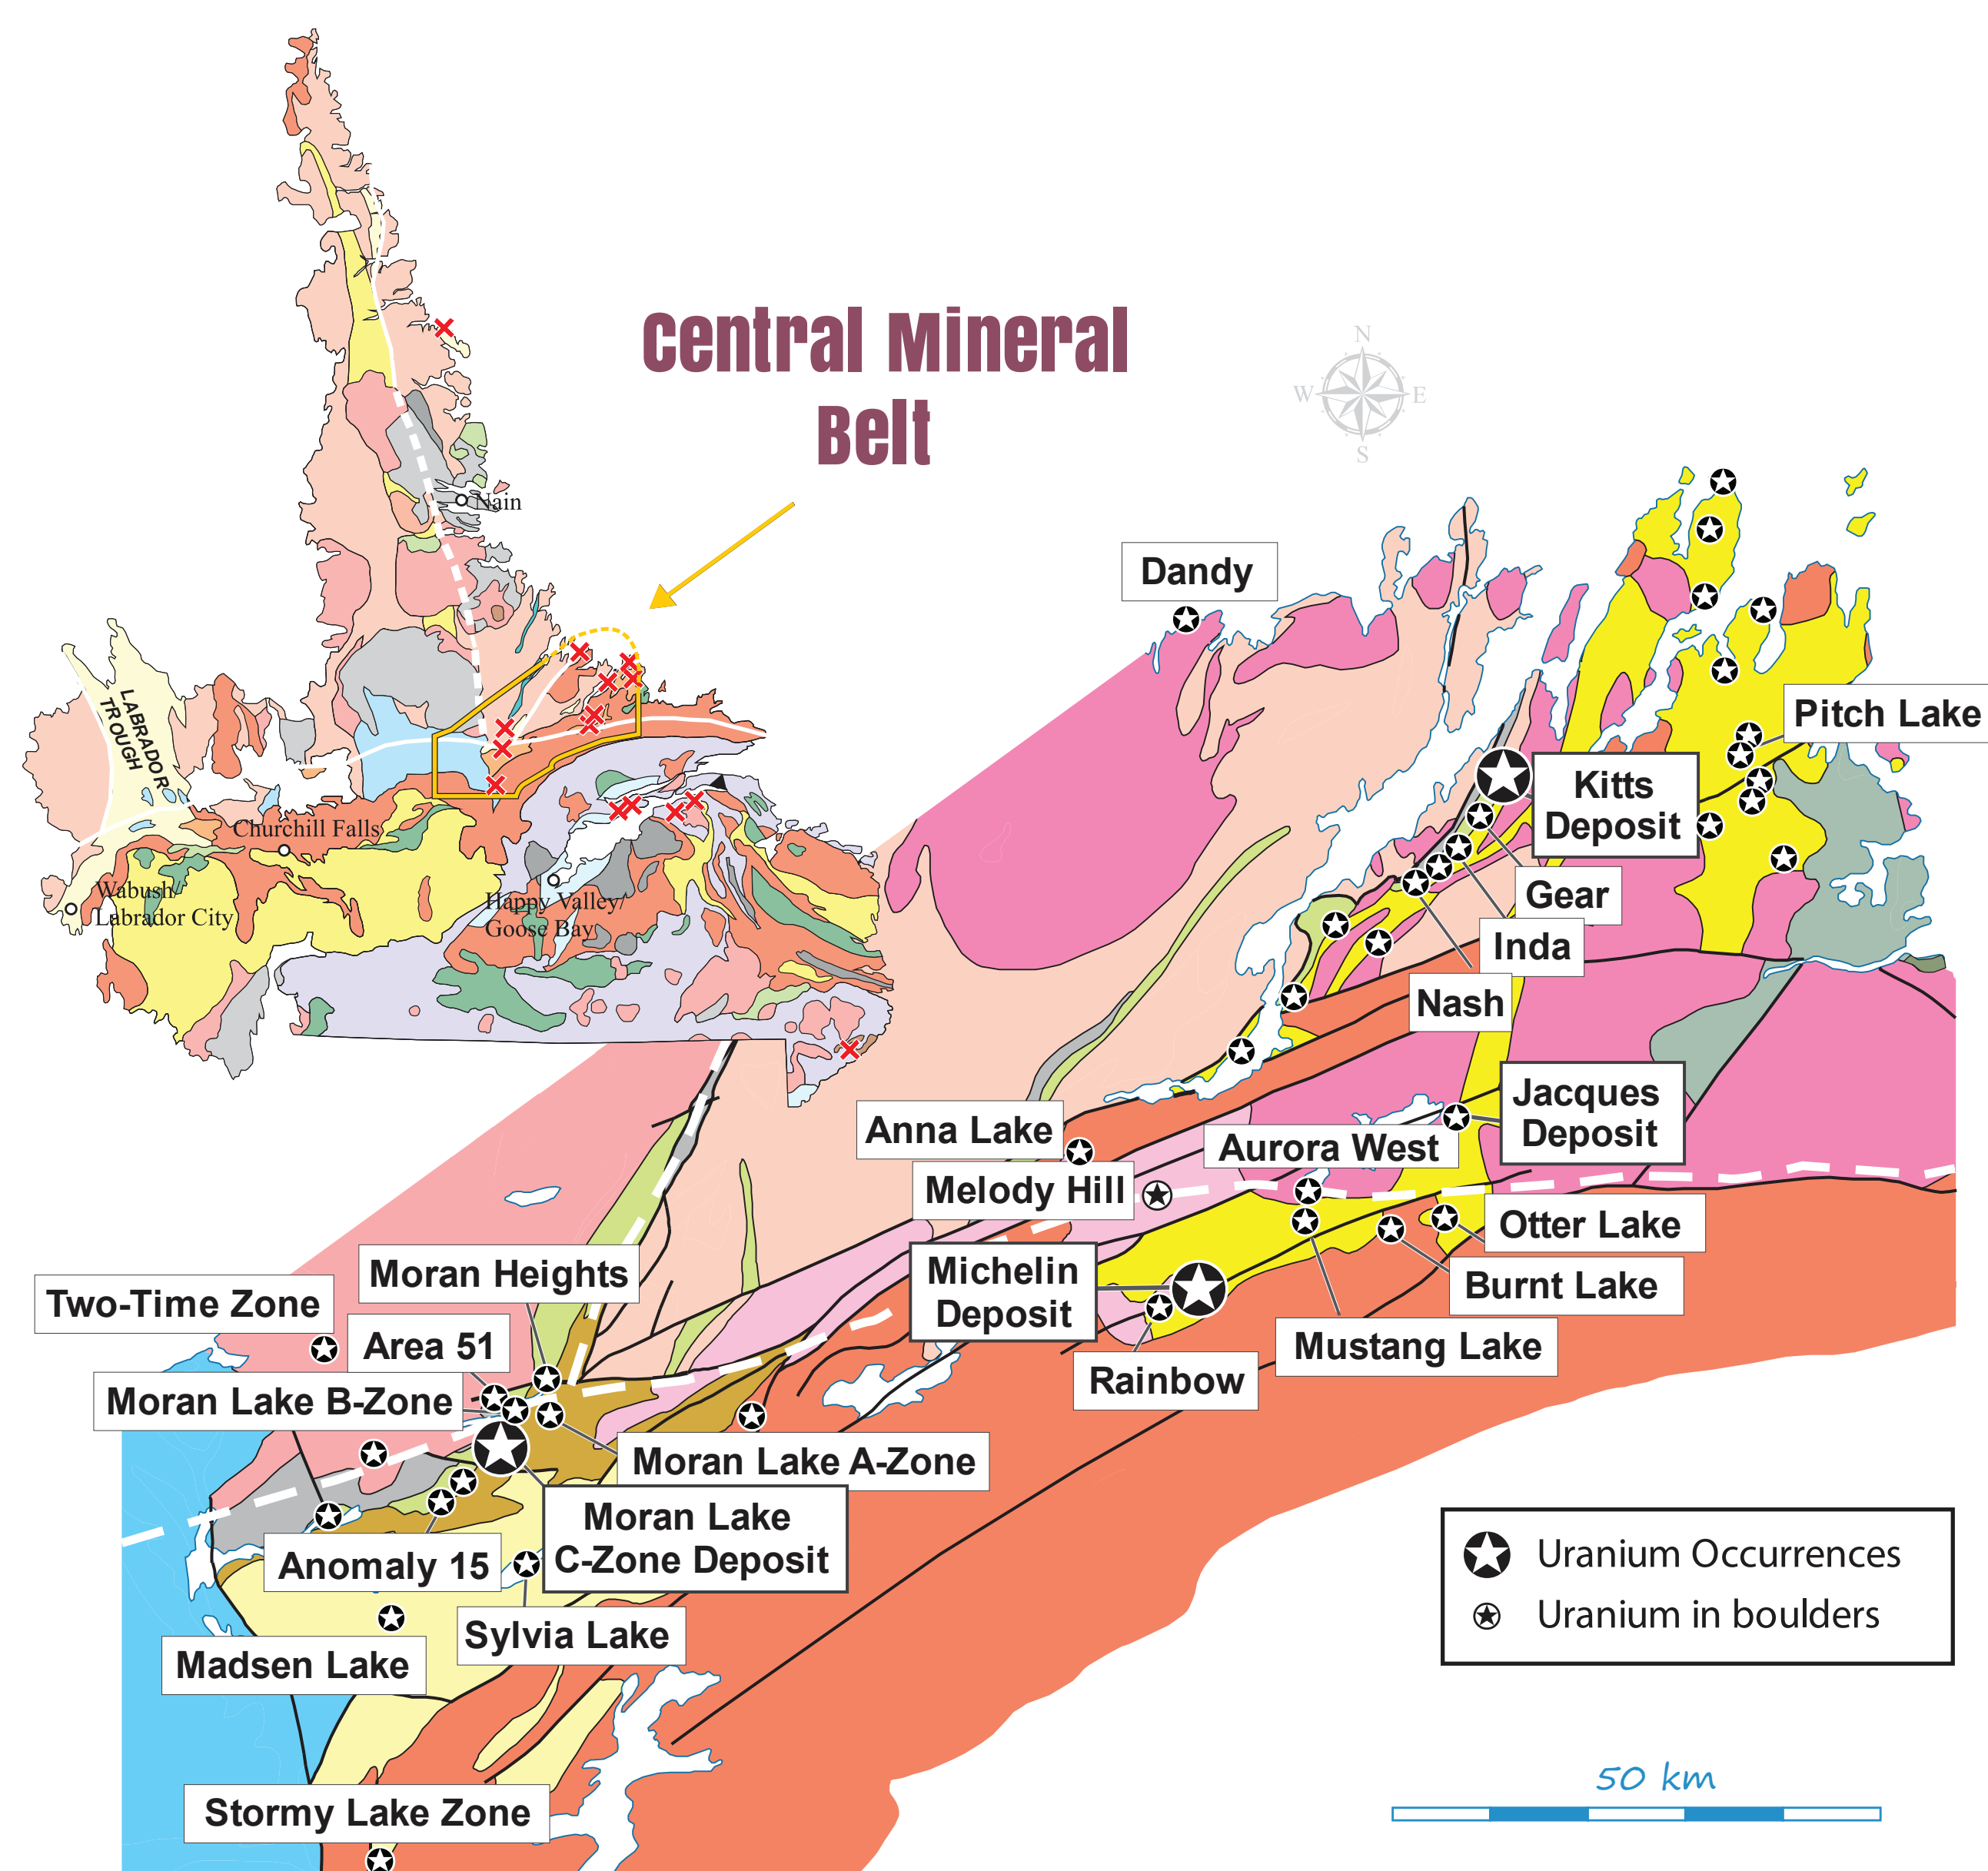 Central Mineral
Belt
N
W
E
S
Nain
LABRADOR
TROUGH
Churchill Falls
Wabush/
Labrador City
Happy Valley/
Goose Bay
Dandy
Pitch Lake
Kitts
Deposit
Gear
Inda
Nash
Jacques
Deposit
Anna Lake
Aurora West
Melody Hill
Otter Lake
Michelin
Deposit
Burnt Lake
Mustang Lake
Rainbow
Moran Heights
Two-Time Zone
Area 51
Moran Lake B-Zone
Moran Lake A-Zone
Moran Lake
C-Zone Deposit
Anomaly 15
Sylvia Lake
Madsen Lake
Stormy Lake Zone
Uranium Occurrences
Uranium in boulders
50 km